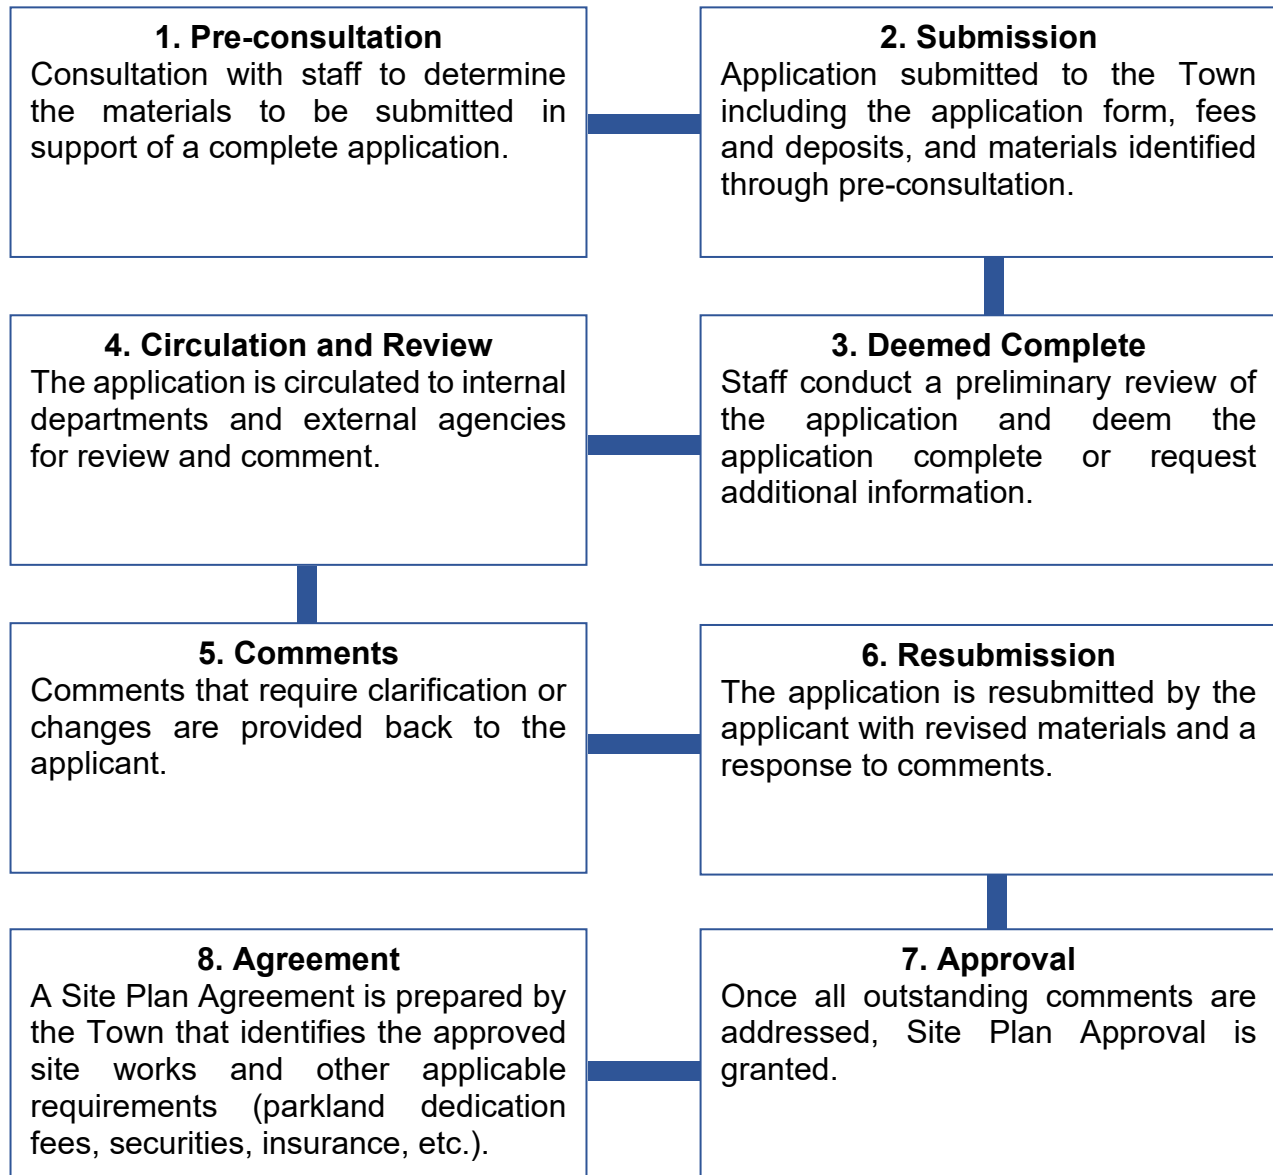 1. Pre-consultation
Consultation with staff to determine
the materials to be submitted in
support of a complete application.
2. Submission
Application submitted to the Town
including the application form, fees
and deposits, and materials identified
through pre-consultation.
3. Deemed Complete
Staff conduct a preliminary review of
the application and deem the
application complete or request
additional information.
4. Circulation and Review
The application is circulated to internal
departments and external agencies
for review and comment.
5. Comments
Comments that require clarification or
changes are provided back to the
applicant.
6. Resubmission
The application is resubmitted by the
applicant with revised materials and a
response to comments.
7. Approval
Once all outstanding comments are
addressed, Site Plan Approval is
granted.
8. Agreement
A Site Plan Agreement is prepared by
the Town that identifies the approved
site works and other applicable
requirements (parkland dedication
fees, securities, insurance, etc.).